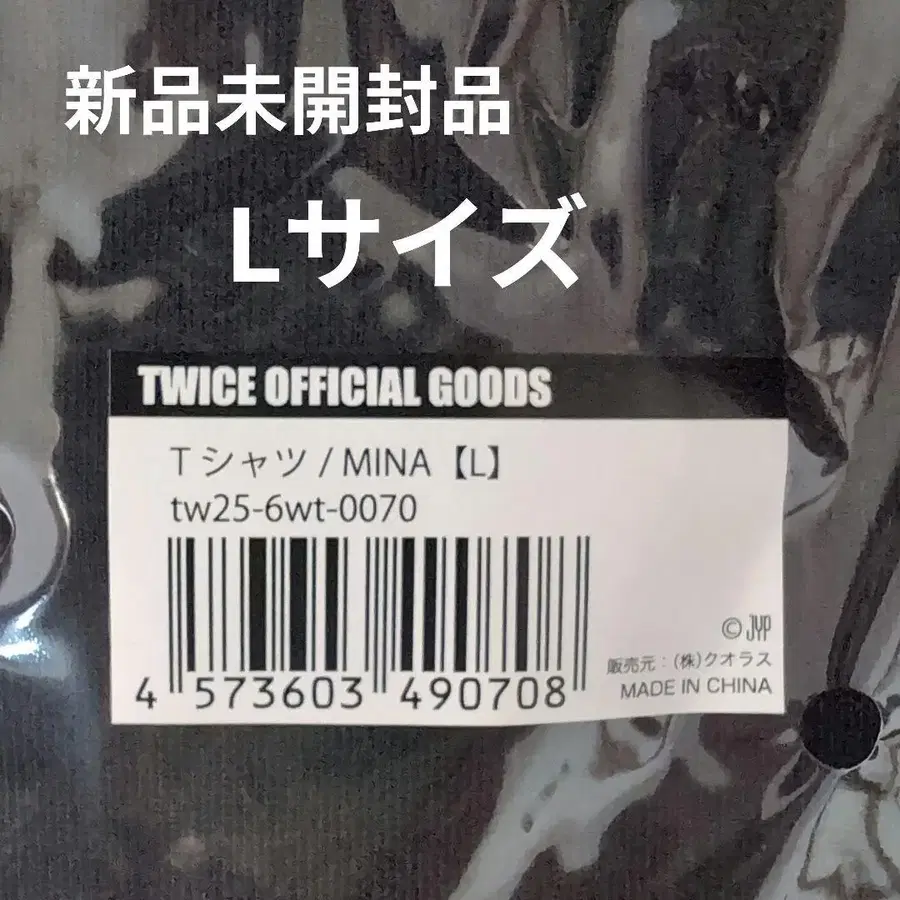 新品未開封品
Lサイズ
TWICE OFFICIAL GOODS
Tシャツ / MINA【L】
tw25-6wt-0070
4 573603 490708
© JYP
販売元：(株)クオラス
MADE IN CHINA